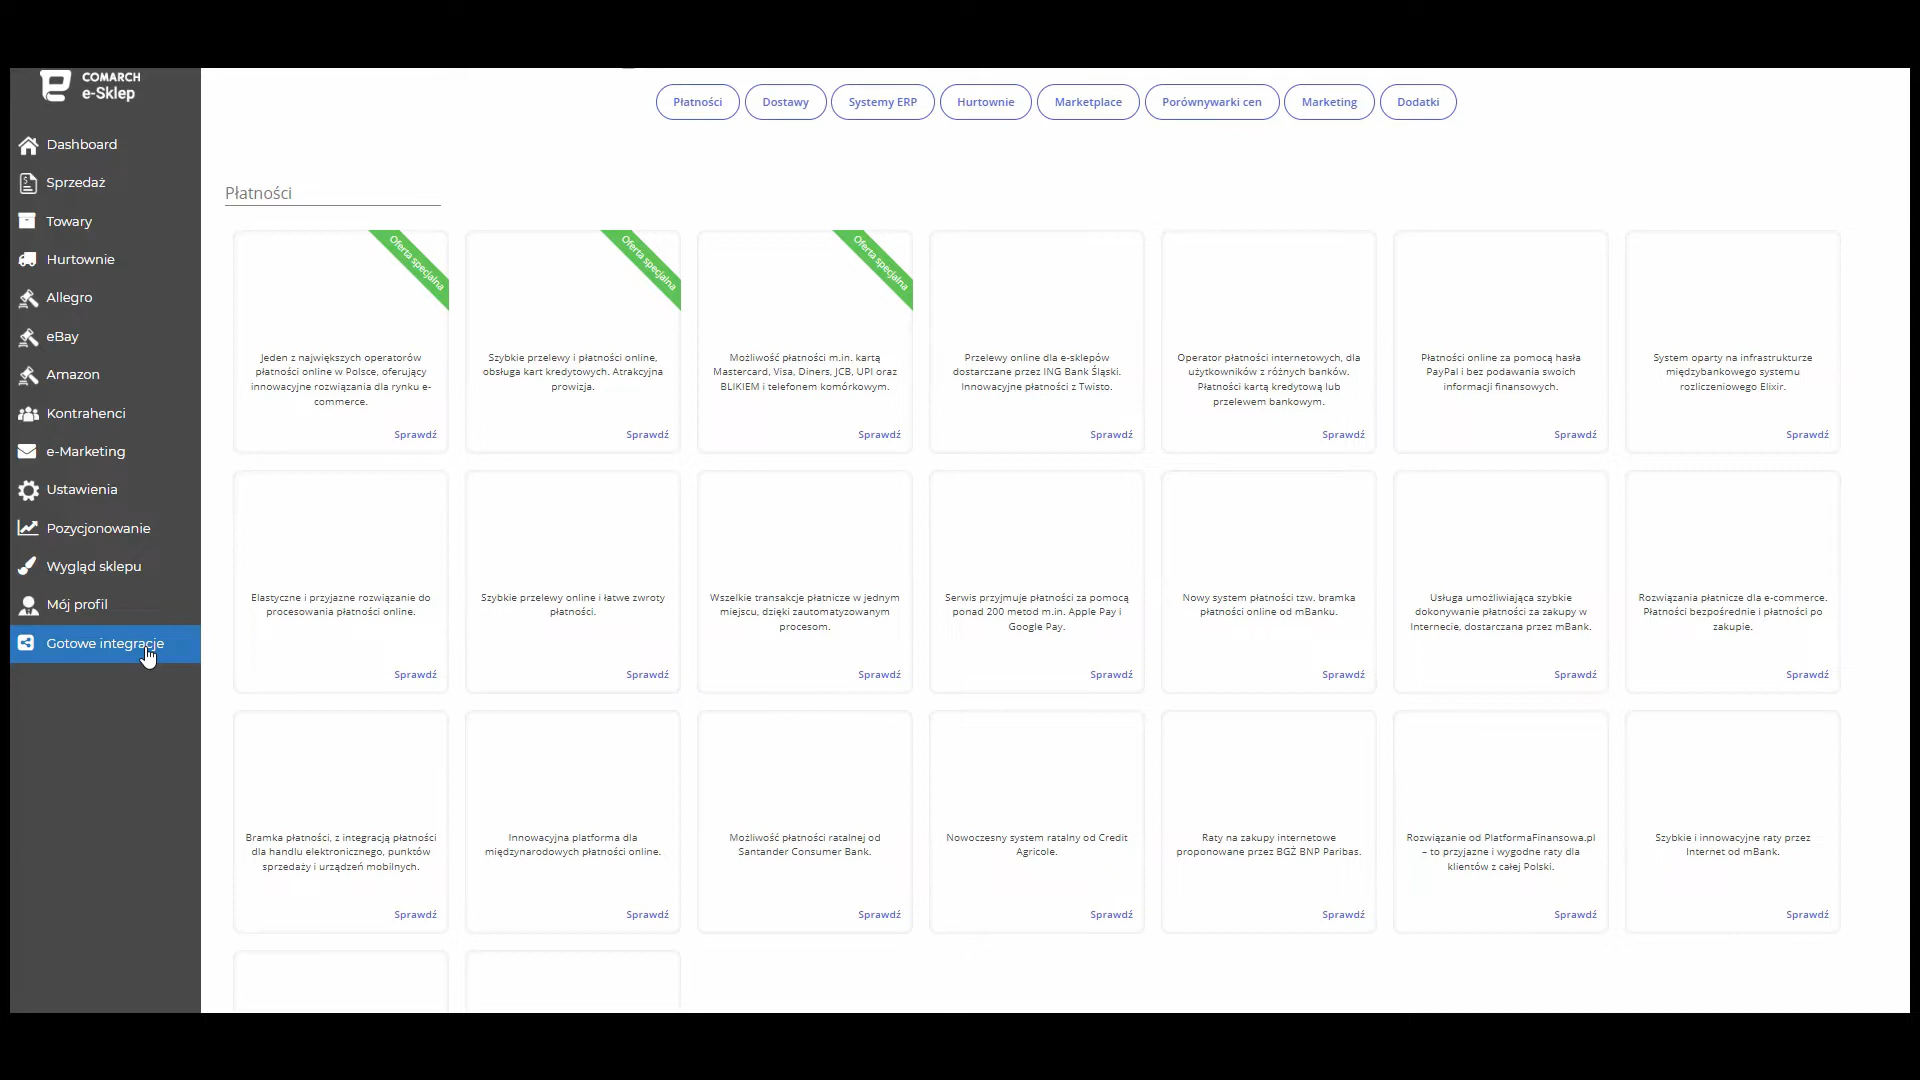 COMARCH
e-Sklep
Dashboard
Sprzedaż
Towary
Hurtownie
Allegro
eBay
Amazon
Kontrahenci
e-Marketing
Ustawienia
Pozycjonowanie
Wygląd sklepu
Mój profil
Gotowe integracje
Płatności Dostawy Systemy ERP Hurtownie Marketplace Porównywarki cen Marketing Dodatki
Płatności
Oferta specjalna
Jeden z największych operatorów
płatności online w Polsce, oferujący
innowacyjne rozwiązania dla rynku e-
commerce.
Sprawdź
Oferta specjalna
Szybkie przelewy i płatności online,
obsługa kart kredytowych. Atrakcyjna
prowizja.
Sprawdź
Oferta specjalna
Możliwość płatności m.in. kartą
Mastercard, Visa, Diners, JCB, UPI oraz
BLIKIEM i telefonem komórkowym.
Sprawdź
Przelewy online dla e-sklepów
dostarczane przez ING Bank Śląski.
Innowacyjne płatności z Twisto.
Sprawdź
Operator płatności internetowych, dla
użytkowników z różnych banków.
Płatności kartą kredytową lub
przelewem bankowym.
Sprawdź
Płatności online za pomocą hasła
PayPal i bez podawania swoich
informacji finansowych.
Sprawdź
System oparty na infrastrukturze
międzybankowego systemu
rozliczeniowego Elixir.
Sprawdź
Elastyczne i przyjazne rozwiązanie do
procesowania płatności online.
Sprawdź
Szybkie przelewy online i łatwe zwroty
płatności.
Sprawdź
Wszelkie transakcje płatnicze w jednym
miejscu, dzięki zautomatyzowanym
procesom.
Sprawdź
Serwis przyjmuje płatności za pomocą
ponad 200 metod m.in. Apple Pay i
Google Pay.
Sprawdź
Nowy system płatności tzw. bramka
płatności online od mBanku.
Sprawdź
Usługa umożliwiająca szybkie
dokonywanie płatności za zakupy w
Internecie, dostarczana przez mBank.
Sprawdź
Rozwiązania płatnicze dla e-commerce.
Płatności bezpośrednie i płatności po
zakupie.
Sprawdź
Bramka płatności, z integracją płatności
dla handlu elektronicznego, punktów
sprzedaży i urządzeń mobilnych.
Sprawdź
Innowacyjna platforma dla
międzynarodowych płatności online.
Sprawdź
Możliwość płatności ratalnej od
Santander Consumer Bank.
Sprawdź
Nowoczesny system ratalny od Credit
Agricole.
Sprawdź
Raty na zakupy internetowe
proponowane przez BGŻ BNP Paribas.
Sprawdź
Rozwiązanie od PlatformaFinansowa.pl
– to przyjazne i wygodne raty dla
klientów z całej Polski.
Sprawdź
Szybkie i innowacyjne raty przez
Internet od mBank.
Sprawdź